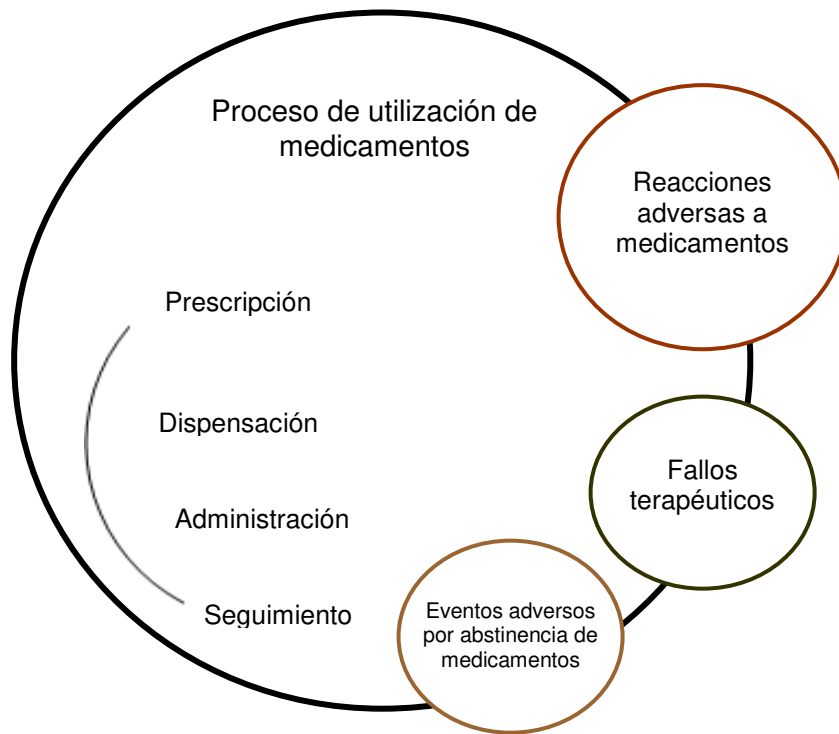 Proceso de utilización de
medicamentos
Reacciones
adversas a
medicamentos
Prescripción
Dispensación
Administración
Seguimiento
Fallos
terapéuticos
Eventos adversos
por abstinencia de
medicamentos